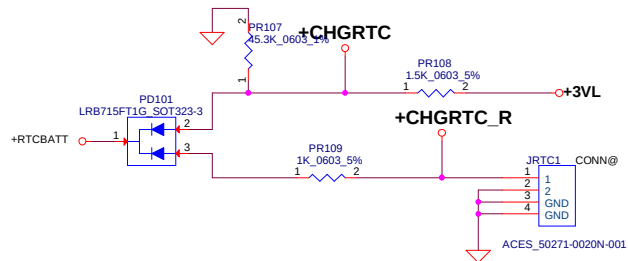 2
PR107
45.3K_0603_1%
1
+CHGRTC
PR108
1.5K_0603_5%
1
2
+3VL
PD101
LRB715FT1G_SOT323-3
+RTCBATT
1
2
3
+CHGRTC_R
PR109
1K_0603_5%
1
2
JRTC1
CONN@
1
2
3
4
1
2
GND
GND
ACES_50271-0020N-001